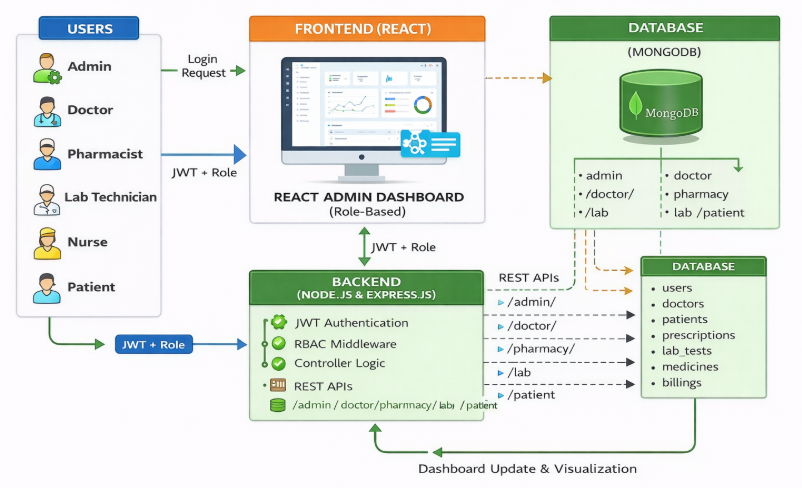 USERS
Admin
Doctor
Pharmacist
Lab Technician
Nurse
Patient
Login
Request
JWT + Role
JWT + Role
FRONTEND (REACT)
REACT ADMIN DASHBOARD
(Role-Based)
JWT + Role
BACKEND
(NODE.JS & EXPRESS.JS)
JWT Authentication
RBAC Middleware
Controller Logic
REST APIs
/admin / doctor/pharmacy/ lab / patient
REST APIs
/admin/
/doctor/
/pharmacy/
/lab
/patient
DATABASE
(MONGODB)
MongoDB
• admin
• /doctor/
• /lab
• doctor
• pharmacy
• lab /patient
DATABASE
• users
• doctors
• patients
• prescriptions
• lab_tests
• medicines
• billings
Dashboard Update & Visualization